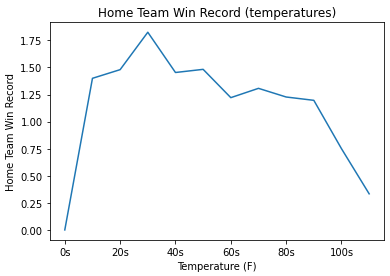 Home Team Win Record (temperatures)
Home Team Win Record
1.75
1.50
1.25
1.00
0.75
0.50
0.25
0.00
0s
20s
40s
60s
80s
100s
Temperature (F)